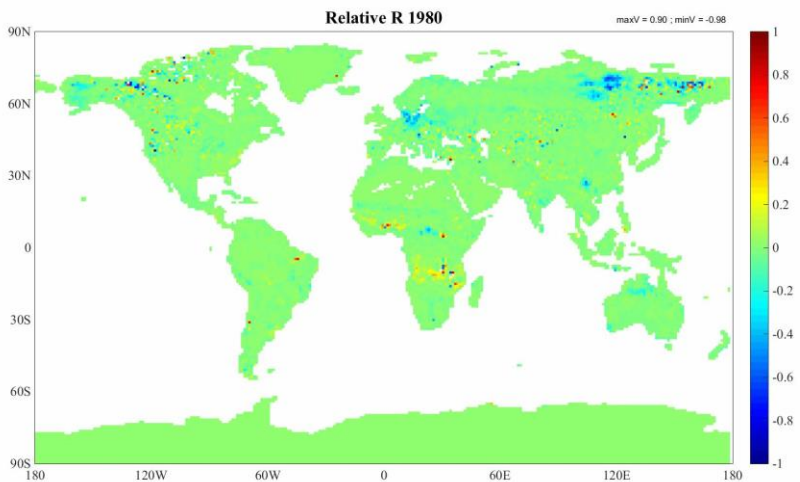 Relative R 1980
maxV = 0.90 ; minV = -0.98
90N
60N
30N
0
30S
60S
90S
180
120W
60W
0
60E
120E
180
1
0.8
0.6
0.4
0.2
0
-0.2
-0.4
-0.6
-0.8
-1